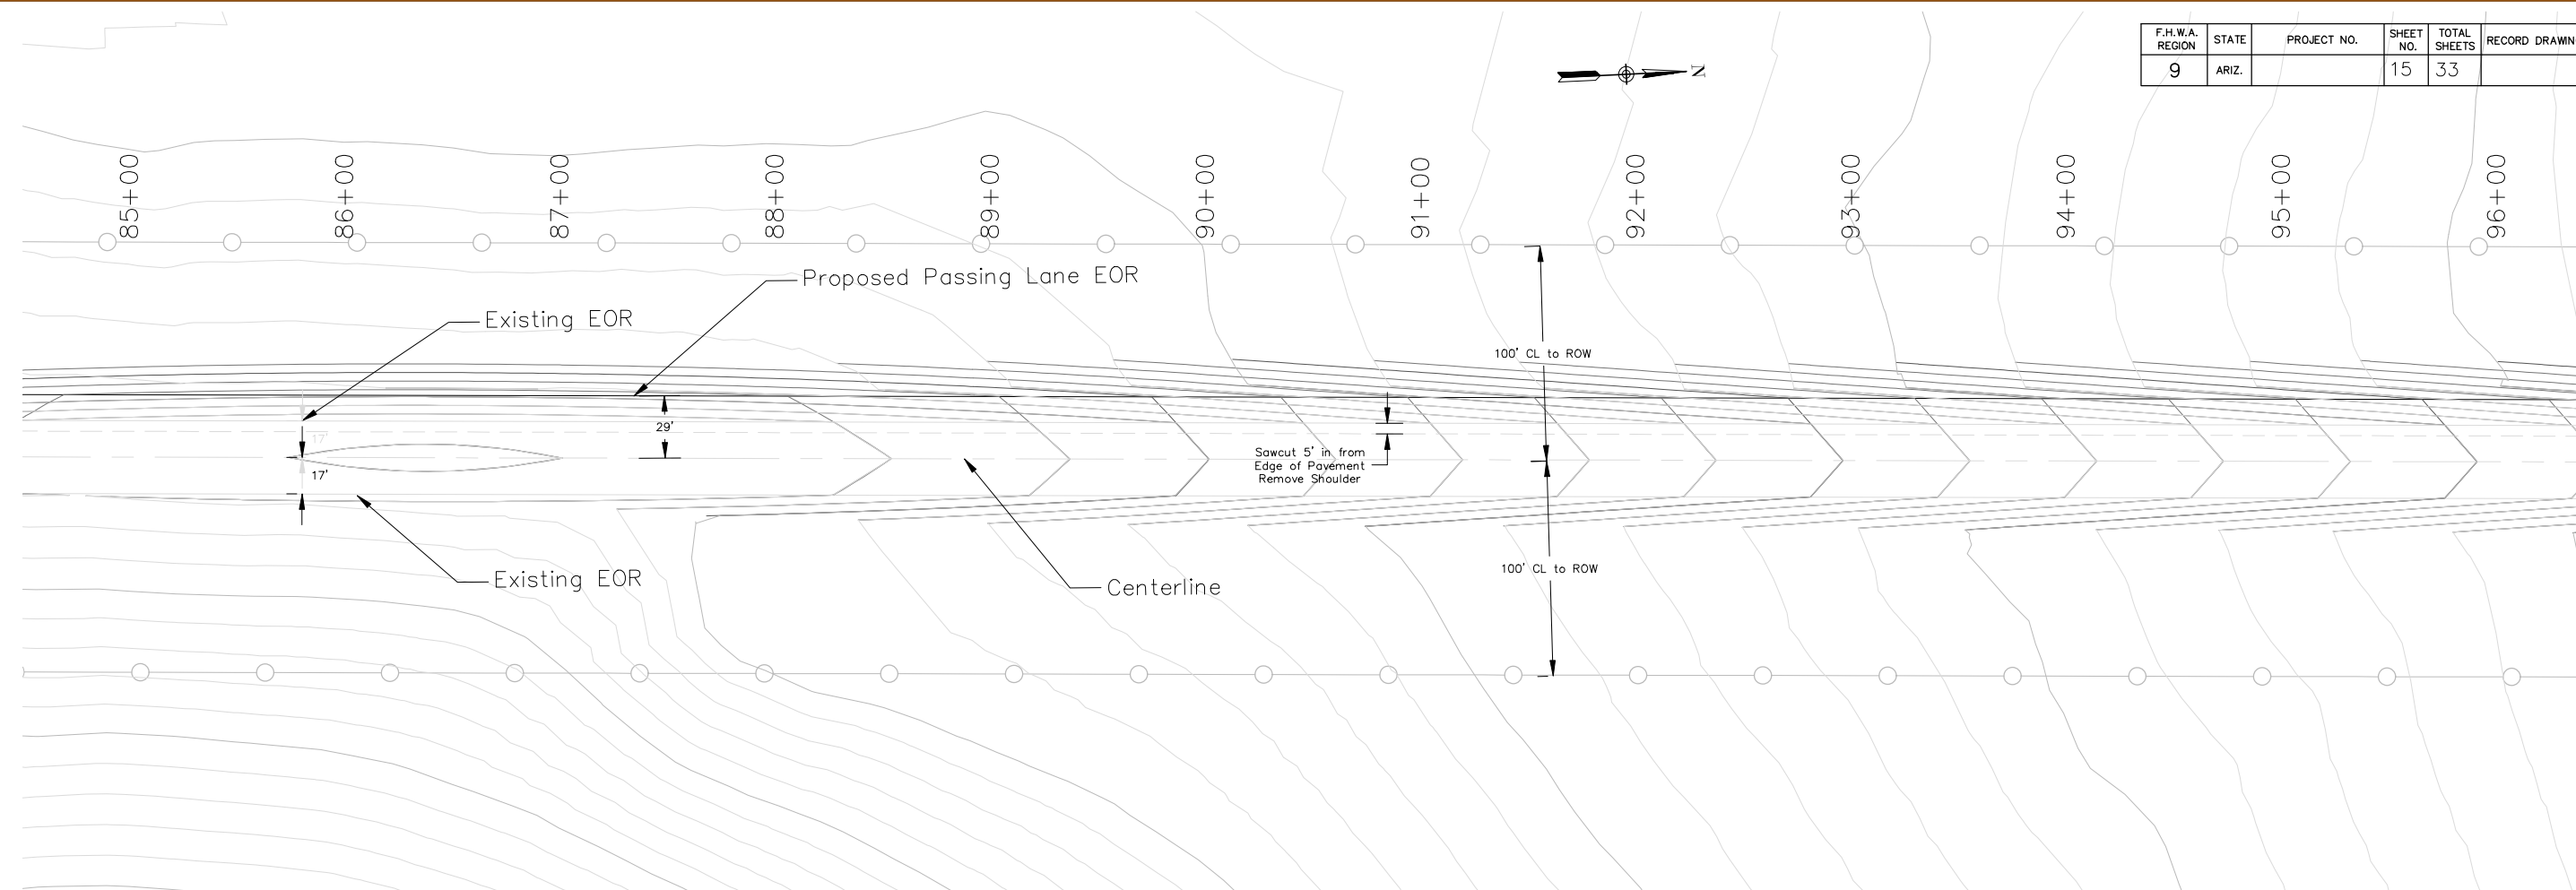 F.H.W.A. REGION STATE PROJECT NO. SHEET NO. TOTAL SHEETS RECORD
9 ARIZ. 15 33
N
85+00 86+00 87+00 88+00 89+00 90+00 91+00 92+00 93+00 94+00 95+00 96+00
Proposed Passing Lane EOR
Existing EOR
100' CL to ROW
29'
17'
Sawcut 5' in from
Edge of Pavement
Remove Shoulder
17'
100' CL to ROW
Existing EOR
Centerline